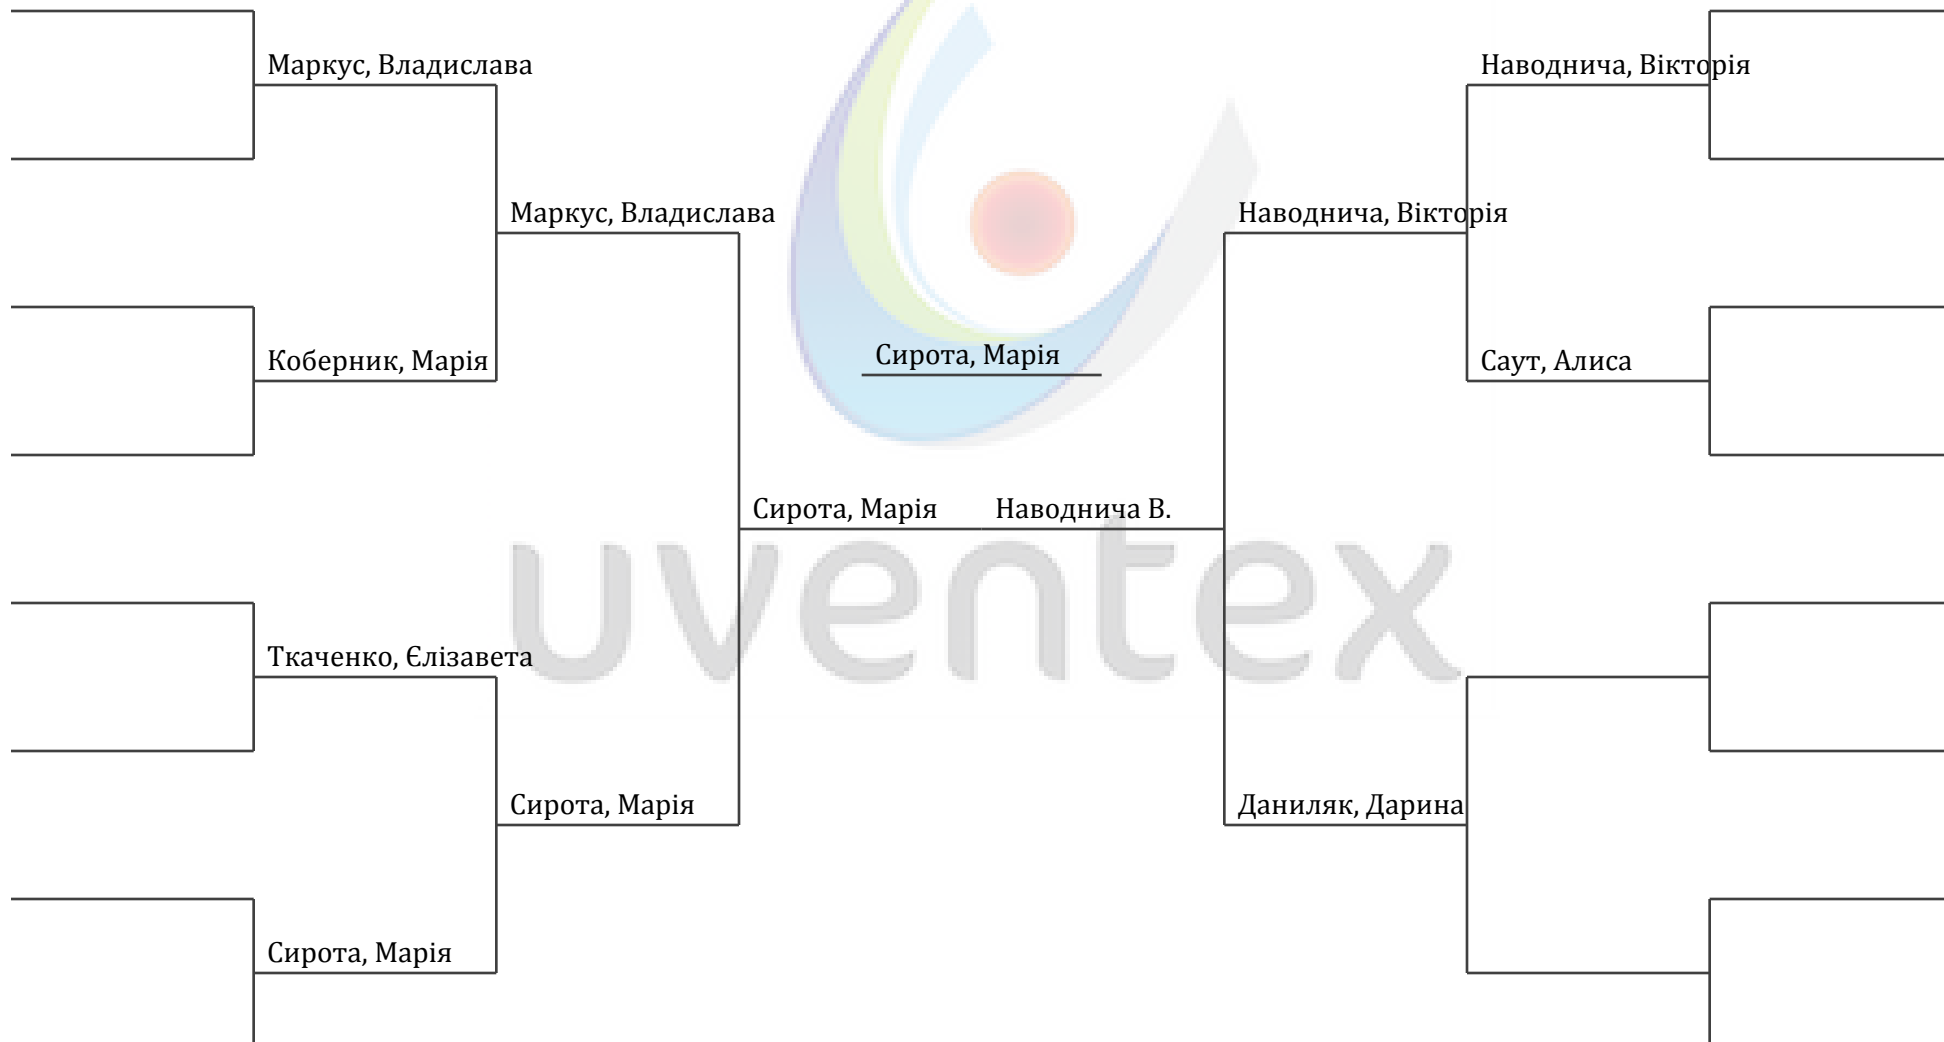 Маркус, Владислава
Наводнича, Вікторія
Маркус, Владислава
Наводнича, Вікторія
Коберник, Марія
Сирота, Марія
Саут, Алиса
Сирота, Марія
Наводнича В.
uventex
Ткаченко, Єлізавета
Сирота, Марія
Даниляк, Дарина
Сирота, Марія